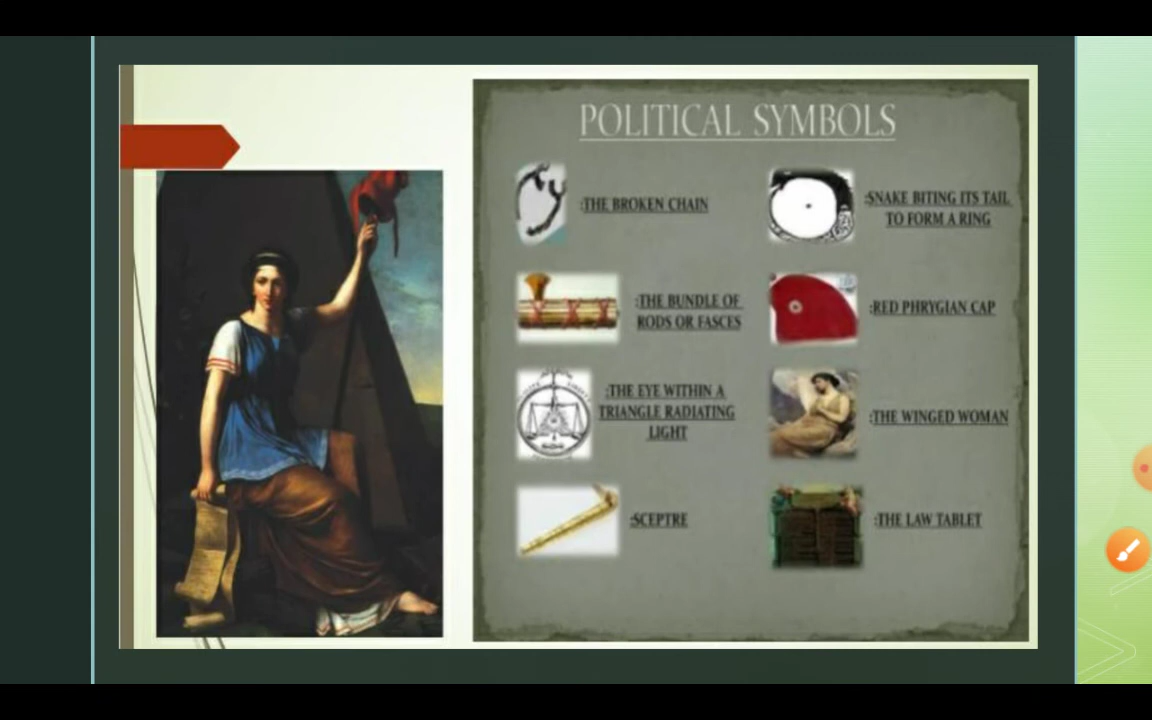 POLITICAL SYMBOLS
:THE BROKEN CHAIN
:SNAKE BITING ITS TAIL
TO FORM A RING
:THE BUNDLE OF
RODS OR FASCES
:RED PHRYGIAN CAP
:THE EYE WITHIN A
TRIANGLE RADIATING
LIGHT
:THE WINGED WOMAN
:SCEPTRE
:THE LAW TABLET